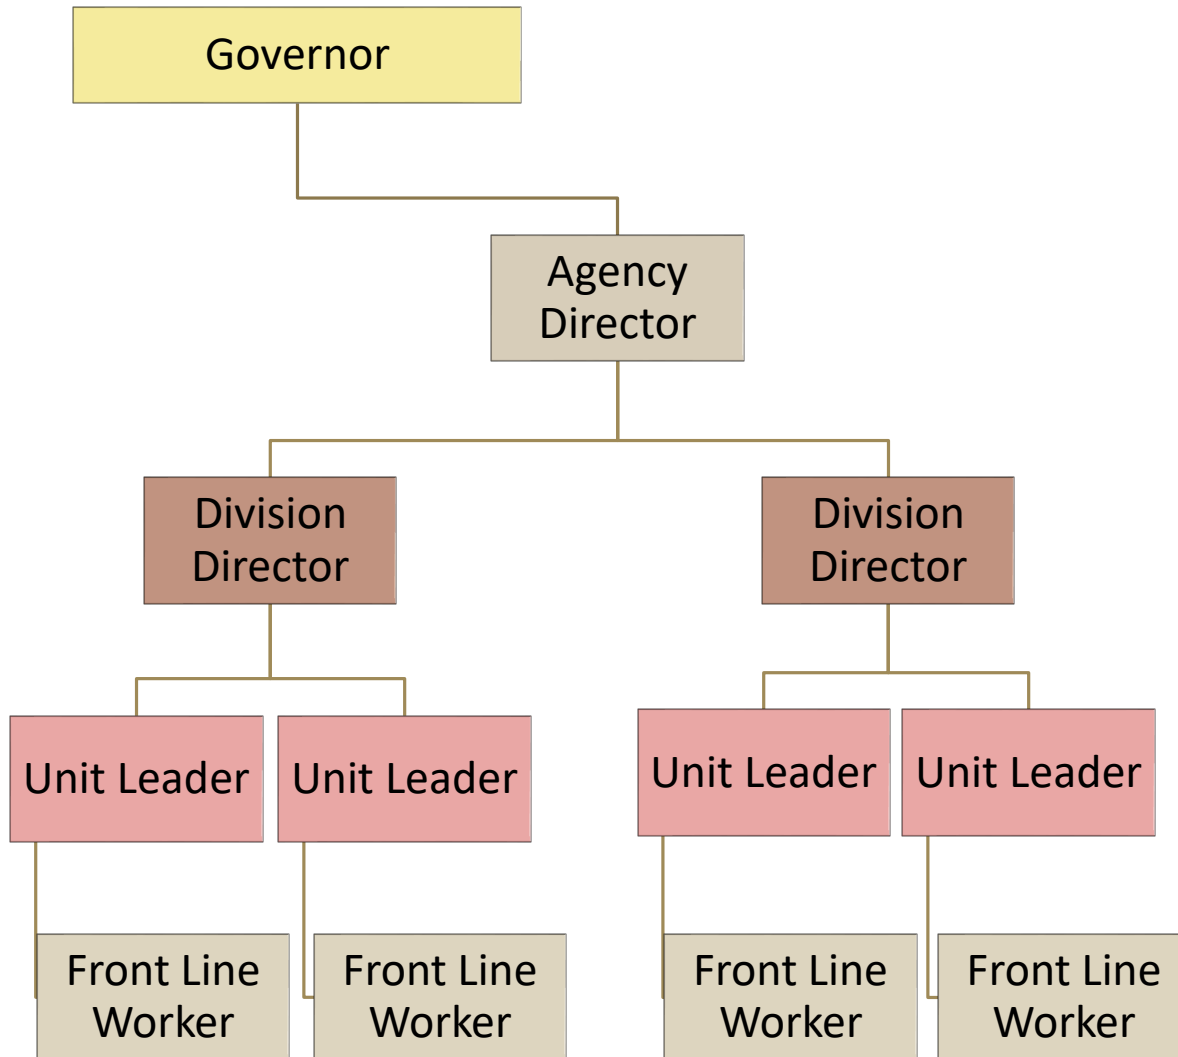 Governor
Agency
Director
Division
Director
Division
Director
Unit Leader
Unit Leader
Unit Leader
Unit Leader
Front Line
Worker
Front Line
Worker
Front Line
Worker
Front Line
Worker